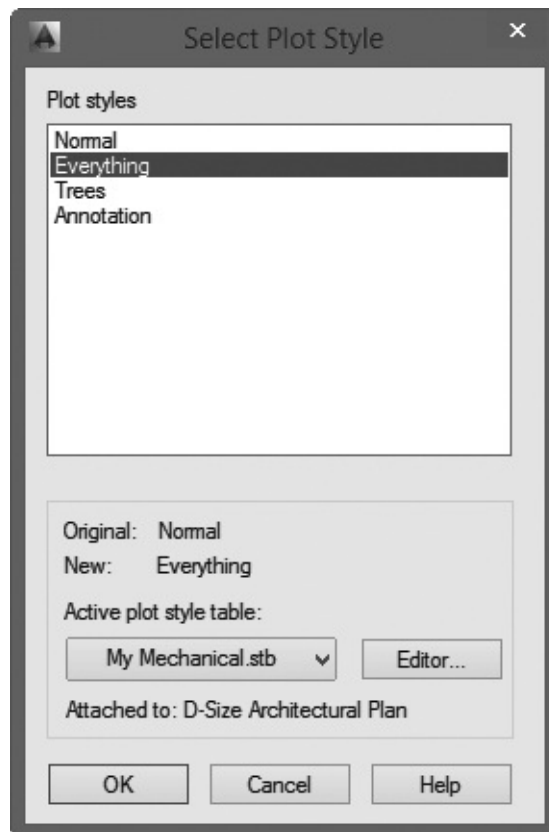 Select Plot Style
Plot styles
Normal
Everything
Trees
Annotation
Original: Normal
New: Everything
Active plot style table:
My Mechanical.stb
Editor...
Attached to: D-Size Architectural Plan
OK
Cancel
Help